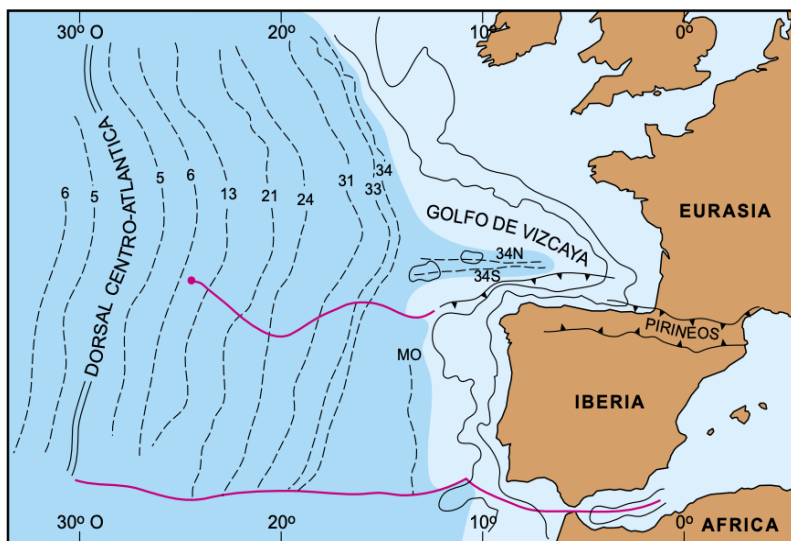 30º O 20º 10º 0º
DORSAL CENTRO-ATLANTICA
6 5 5 6 13 21 24 31 33 34
GOLFO DE VIZCAYA
EURASIA
34N
34S
PIRINEOS
MO
IBERIA
AFRICA
30º O 20º 10º 0º